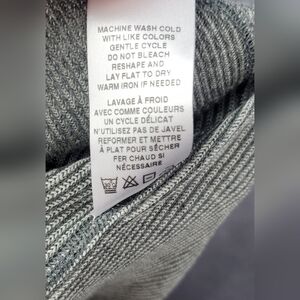 MACHINE WASH COLD
WITH LIKE COLORS
GENTLE CYCLE
DO NOT BLEACH
RESHAPE AND
LAY FLAT TO DRY
WARM IRON IF NEEDED
LAVAGE À FROID
AVEC COMME COULEURS
UN CYCLE DÉLICAT
N'UTILISEZ PAS DE JAVEL
REFORMER ET METTRE
À PLAT POUR SÉCHER
FER CHAUD SI
NÉCESSAIRE